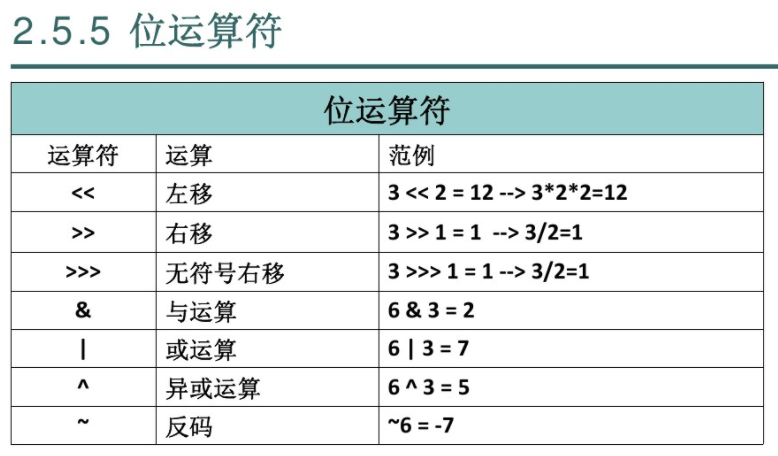 2.5.5 位运算符
位运算符
运算符 运算 范例
<< 左移 3 << 2 = 12 --> 3*2*2=12
>> 右移 3 >> 1 = 1 --> 3/2=1
>>> 无符号右移 3 >>> 1 = 1 --> 3/2=1
& 与运算 6 & 3 = 2
| 或运算 6 | 3 = 7
^ 异或运算 6 ^ 3 = 5
~ 反码 ~6 = -7